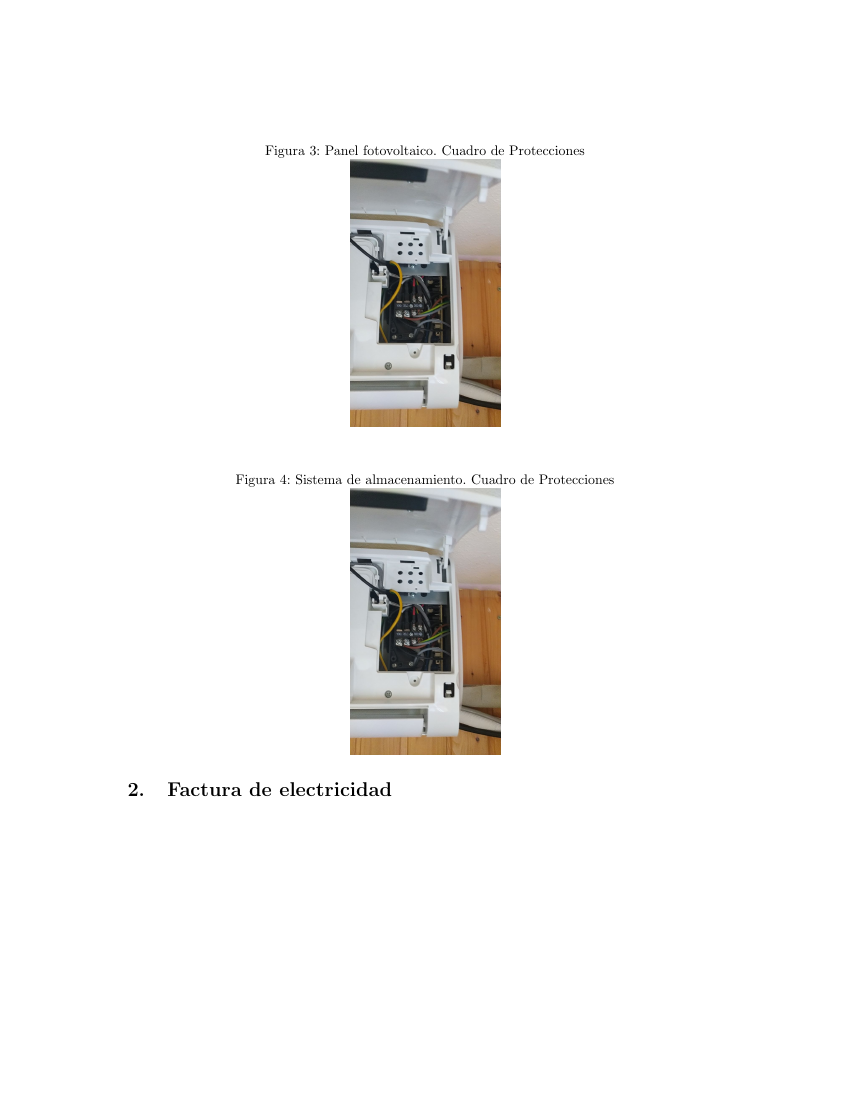 Figura 3: Panel fotovoltaico. Cuadro de Protecciones
Figura 4: Sistema de almacenamiento. Cuadro de Protecciones
2. Factura de electricidad